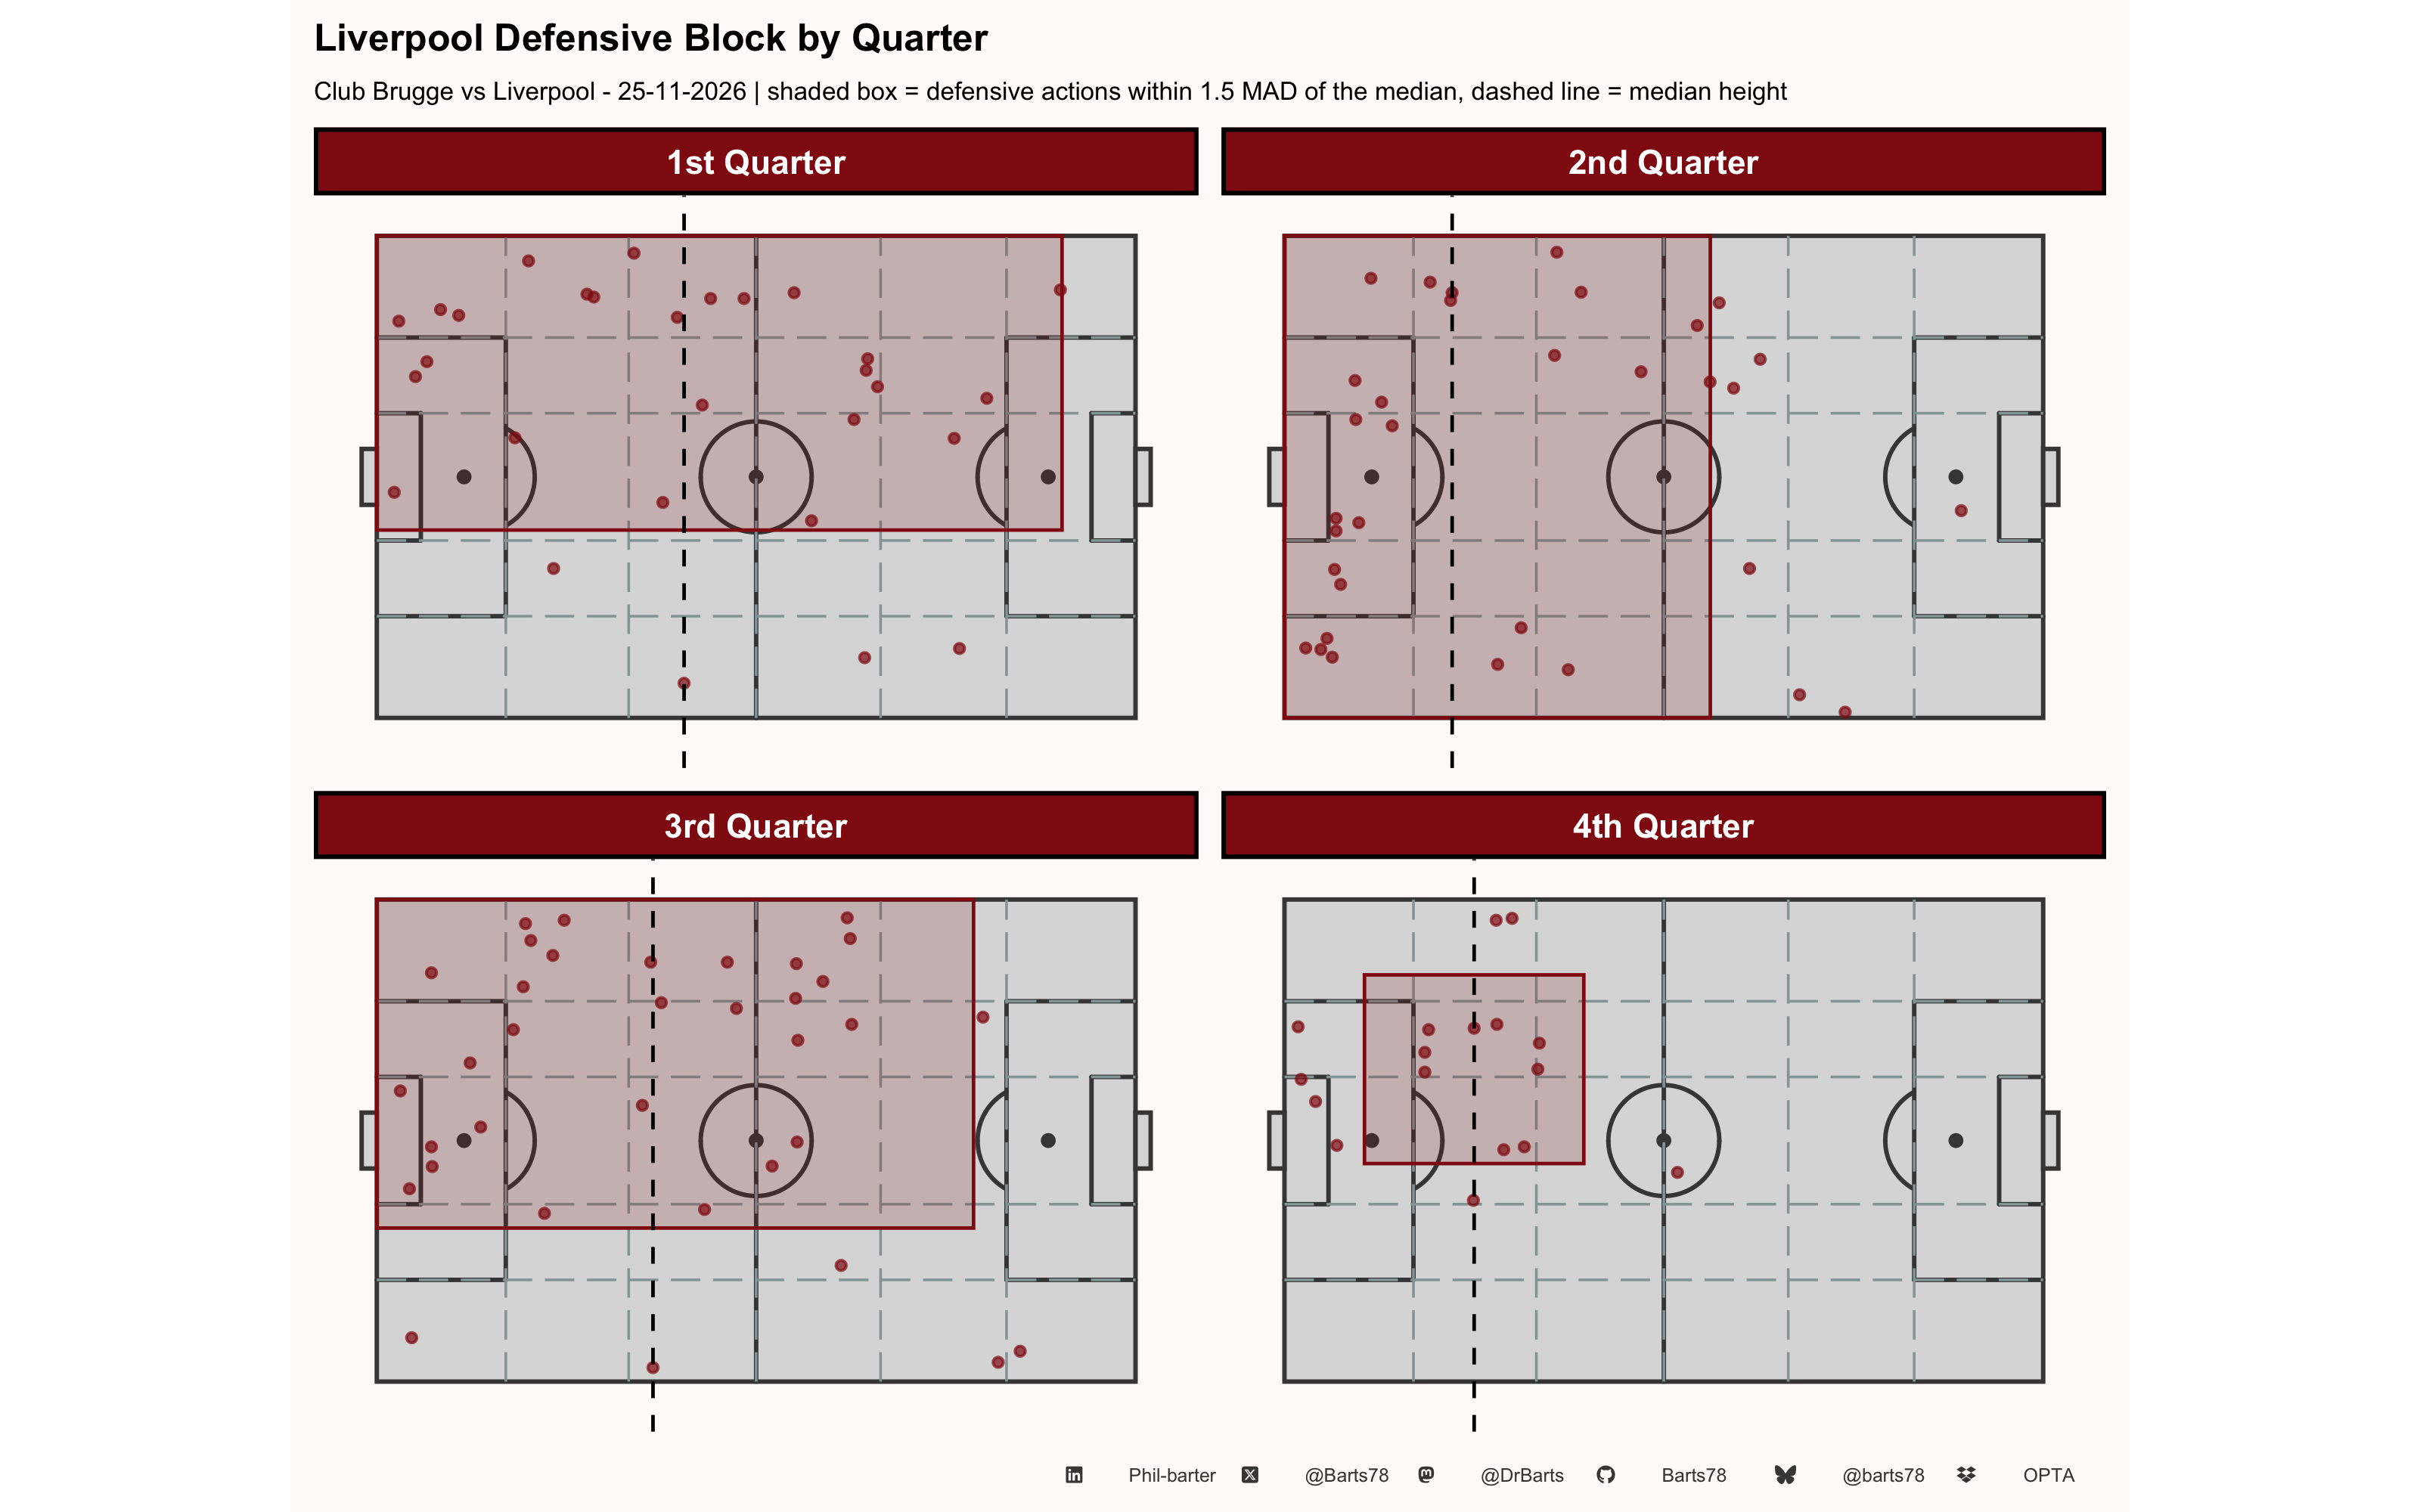 Liverpool Defensive Block by Quarter
Club Brugge vs Liverpool - 25-11-2026 | shaded box = defensive actions within 1.5 MAD of the median, dashed line = median height
1st Quarter
2nd Quarter
3rd Quarter
4th Quarter
Phil-barter @Barts78 @DrBarts Barts78 @barts78 OPTA